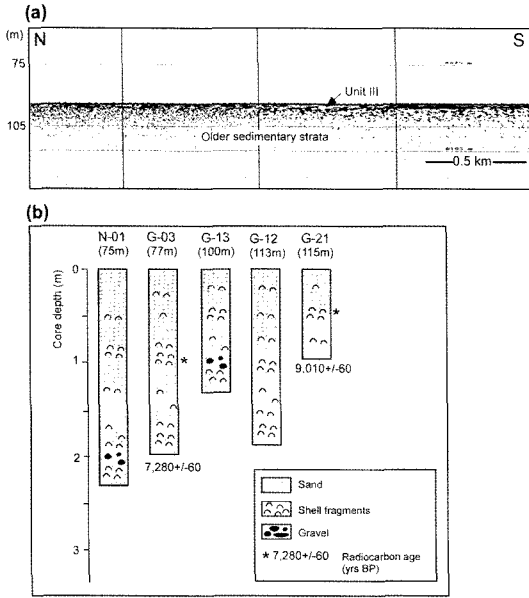 (a)
(m)
N
S
75
Unit III
105
Older sedimentary strata
0.5 km
(b)
N-01 G-03 G-13 G-12 G-21
(75m) (77m) (100m) (113m) (115m)
0
Core depth (m)
*
9.010+/-60
1
*
2
7,280+/-60
3
Sand
Shell fragments
Gravel
* 7,280+/-60 Radiocarbon age
(yrs BP)